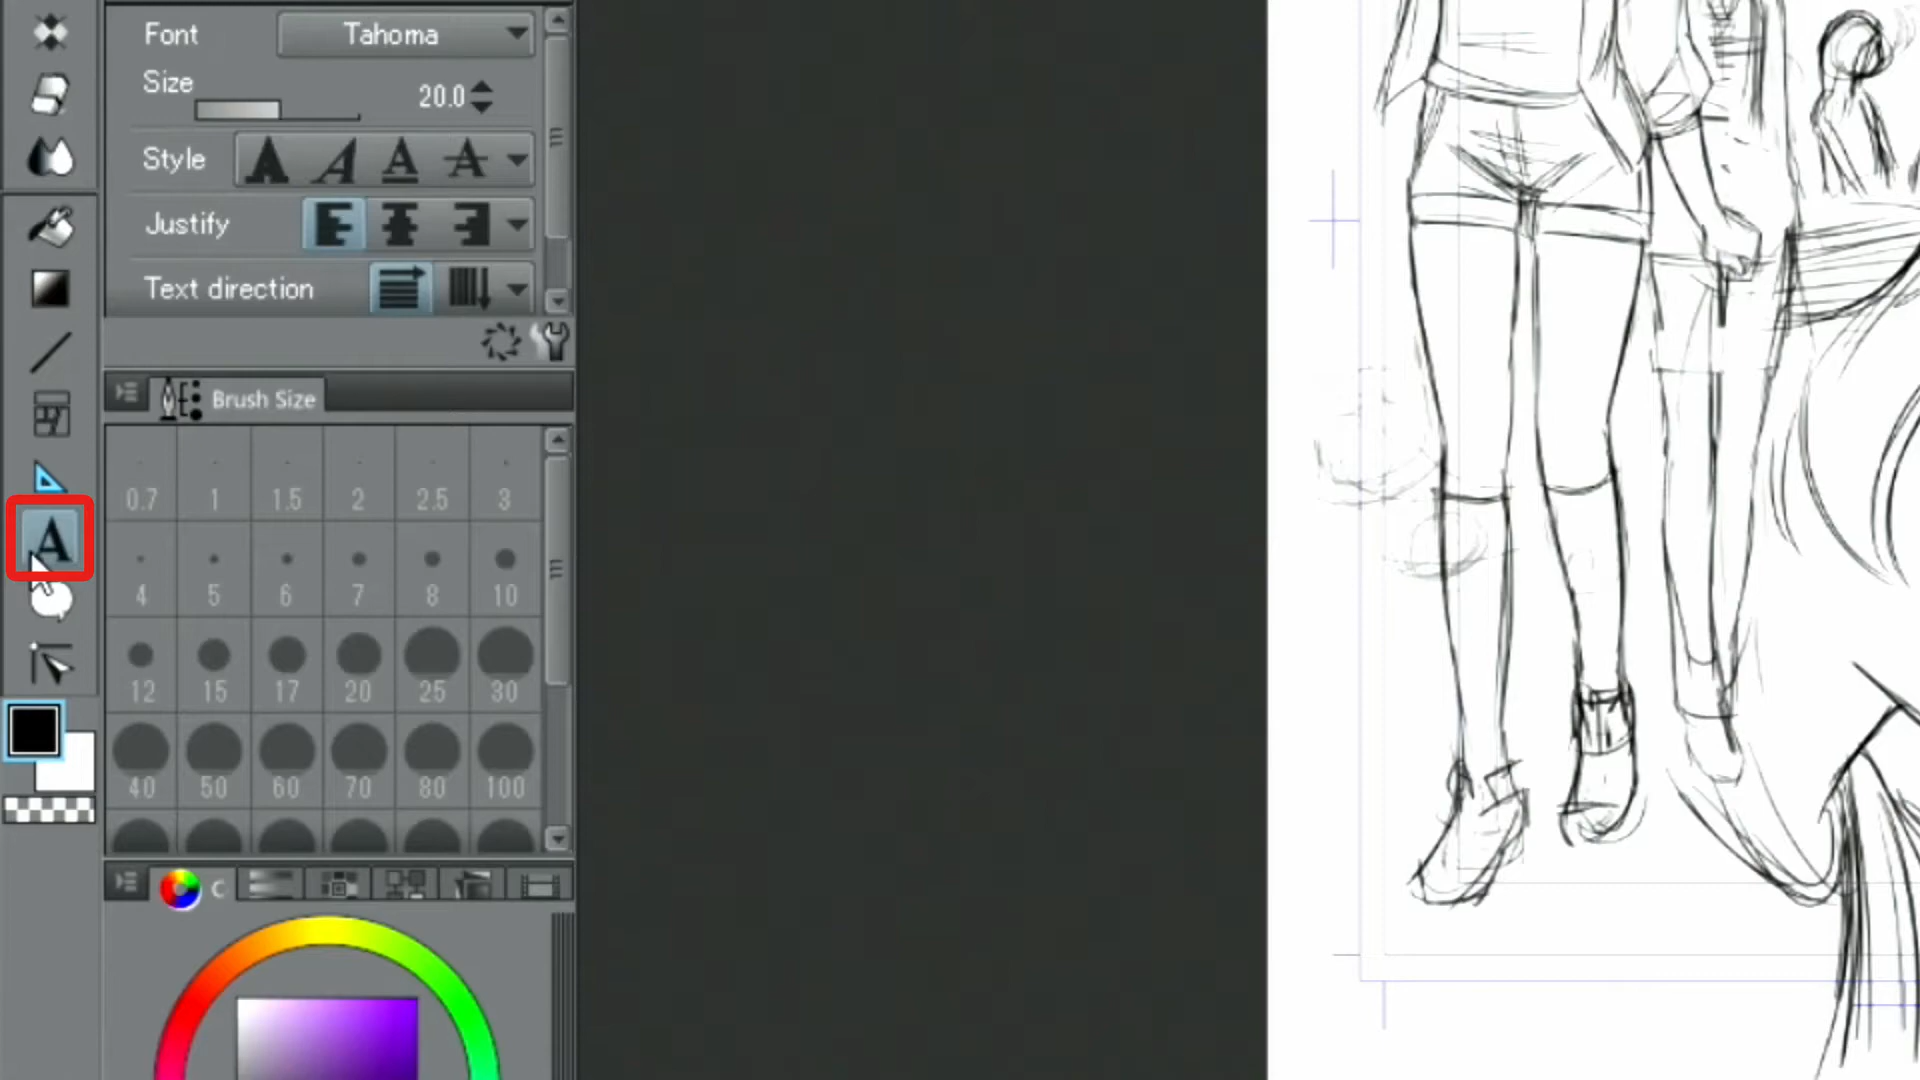 Font Tahoma
Size 20.0
Style A A A A
Justify
Text direction
Brush Size
0.7 1 1.5 2 2.5 3
4 5 6 7 8 10
A
12 15 17 20 25 30
40 50 60 70 80 100
C